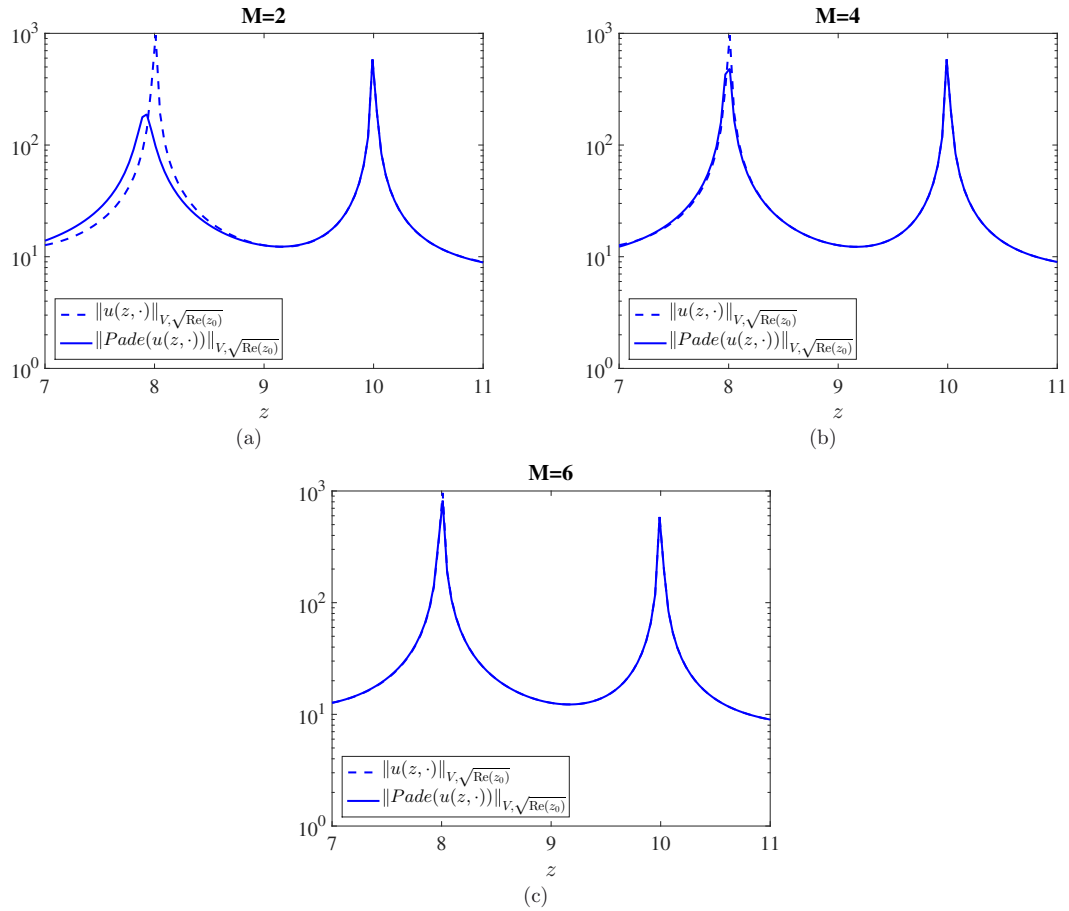 M=2
10^3
10^2
10^1
10^0
‖u(z,·)‖_{V,√Re(z_0)}
‖Pade(u(z,·))‖_{V,√Re(z_0)}
7 8 9 10 11
z
(a)
M=4
10^3
10^2
10^1
10^0
‖u(z,·)‖_{V,√Re(z_0)}
‖Pade(u(z,·))‖_{V,√Re(z_0)}
7 8 9 10 11
z
(b)
M=6
10^3
10^2
10^1
10^0
‖u(z,·)‖_{V,√Re(z_0)}
‖Pade(u(z,·))‖_{V,√Re(z_0)}
7 8 9 10 11
z
(c)